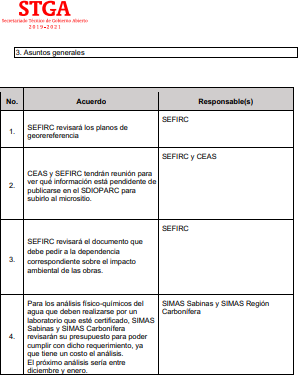 STGA
Secretariado Técnico de Gobierno Abierto
2019-2021
3. Asuntos generales
No. Acuerdo Responsable(s)
1. SEFIRC revisará los planos de
georereferencia
SEFIRC
2. CEAS y SEFIRC tendrán reunión para
ver qué información está pendidente de
publicarse en el SDIOPARC para
subirlo al micrositio.
SEFIRC y CEAS
3. SEFIRC revisará el documento que
debe pedir a la dependencia
correspondiente sobre el impacto
ambiental de las obras.
SEFIRC
4. Para los análisis físico-químicos del
agua que deben realizarse por un
laboratorio que esté certificado, SIMAS
Sabinas y SIMAS Carbonífera
revisarán su presupuesto para poder
cumplir con dicho requerimiento, ya
que tiene un costo el análisis.
El próximo análisis sería entre
diciembre y enero.
SIMAS Sabinas y SIMAS Región
Carbonífera